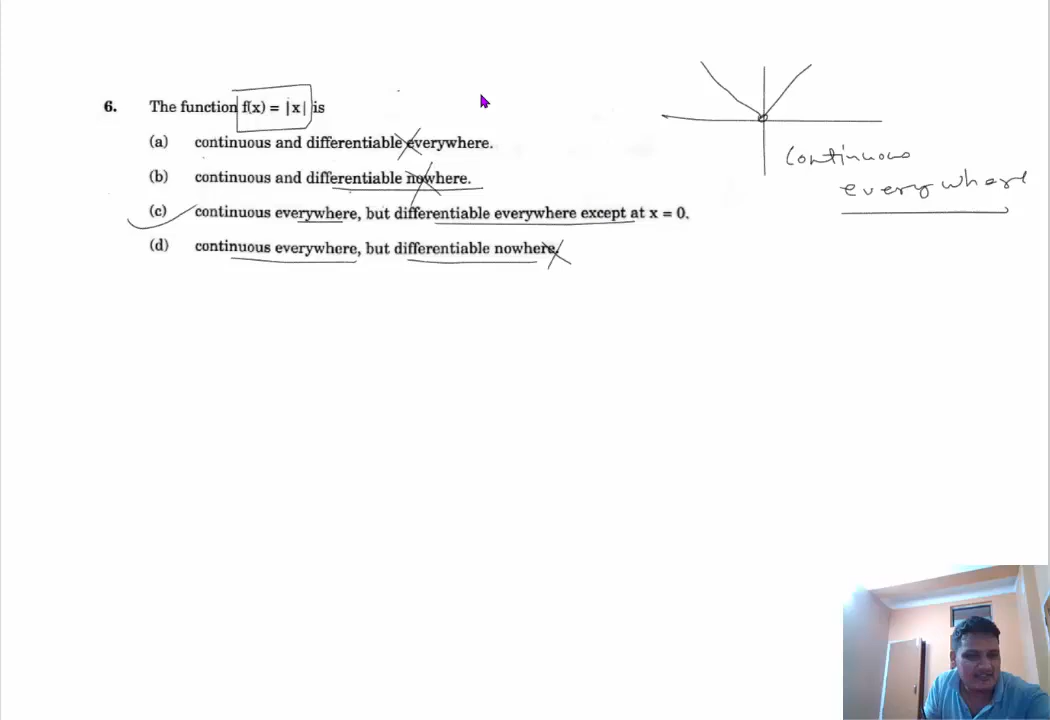 6. The function f(x) = |x| is
(a) continuous and differentiable everywhere.
(b) continuous and differentiable nowhere.
(c) continuous everywhere, but differentiable everywhere except at x = 0.
(d) continuous everywhere, but differentiable nowhere.
Continuous
everywhere